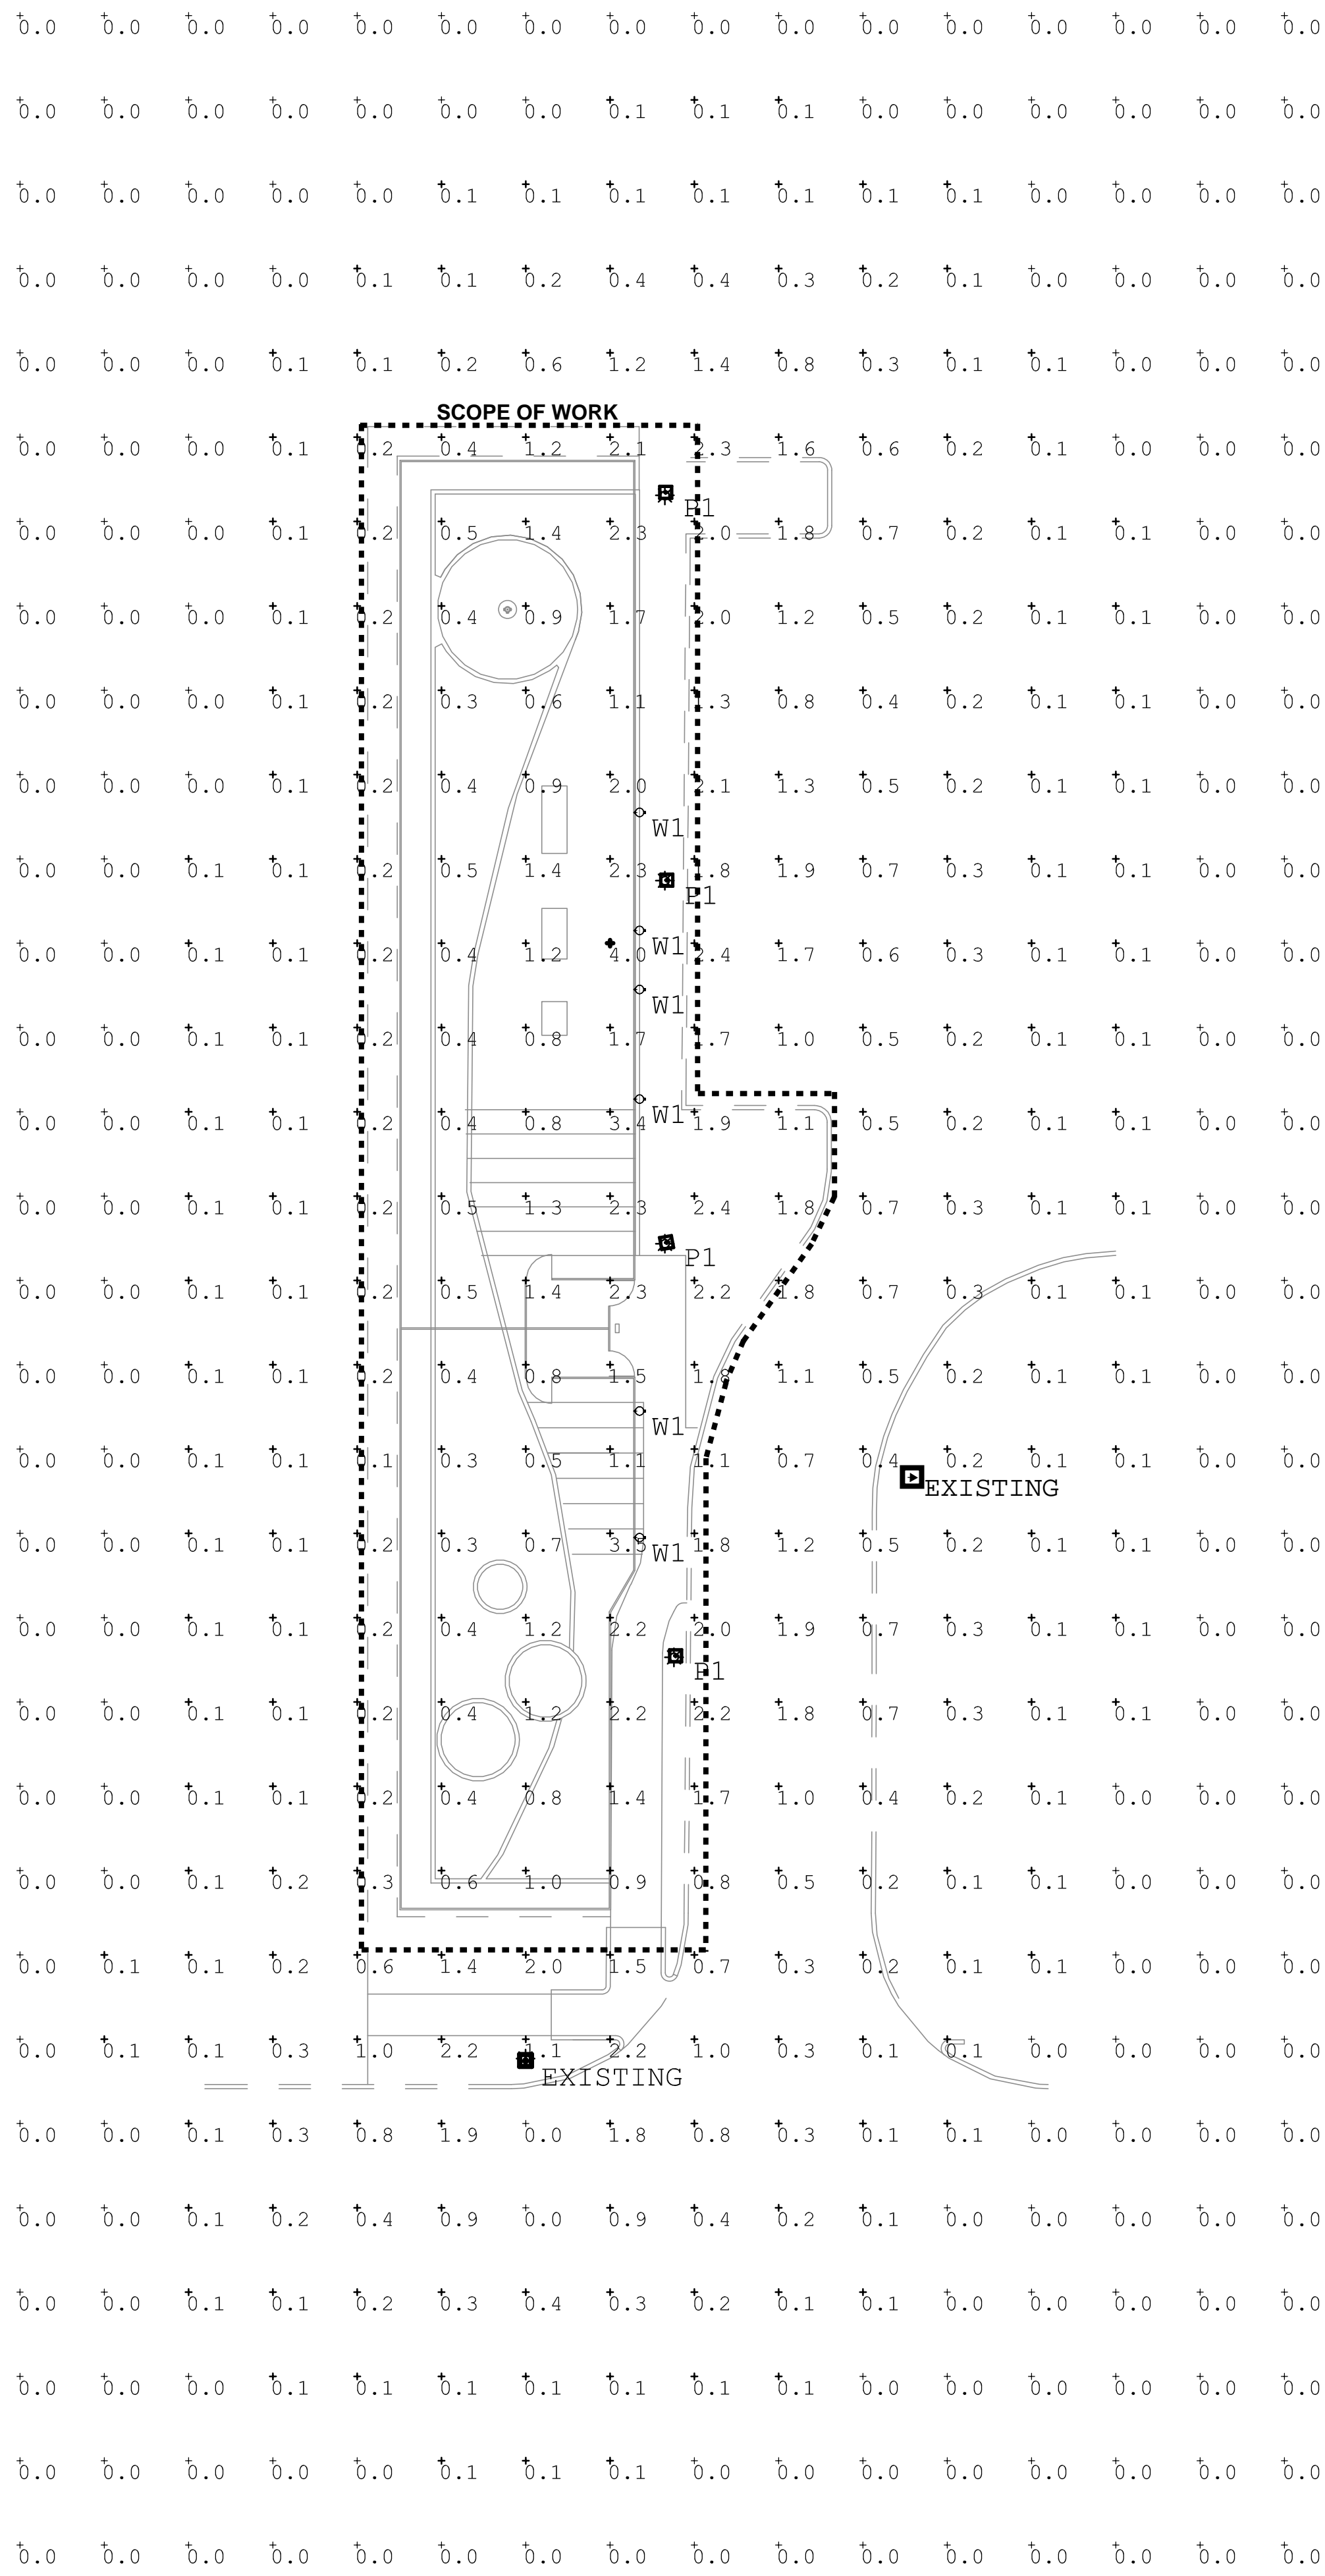 0.0 0.0 0.0 0.0 0.0 0.0 0.0 0.0 0.0 0.0 0.0 0.0 0.0 0.0 0.0 0.0
0.0 0.0 0.0 0.0 0.0 0.0 0.0 0.1 0.1 0.1 0.0 0.0 0.0 0.0 0.0 0.0
0.0 0.0 0.0 0.0 0.0 0.1 0.1 0.1 0.1 0.1 0.1 0.1 0.0 0.0 0.0 0.0
0.0 0.0 0.0 0.0 0.1 0.1 0.2 0.4 0.4 0.3 0.2 0.1 0.0 0.0 0.0 0.0
0.0 0.0 0.0 0.1 0.1 0.2 0.6 1.2 1.4 0.8 0.3 0.1 0.1 0.0 0.0 0.0
SCOPE OF WORK
0.0 0.0 0.0 0.1 0.2 0.4 1.2 2.1 2.3 1.6 0.6 0.2 0.1 0.0 0.0 0.0
P1
0.0 0.0 0.0 0.1 0.2 0.5 1.4 2.3 2.0 1.8 0.7 0.2 0.1 0.1 0.0 0.0
0.0 0.0 0.0 0.1 0.2 0.4 0.9 1.7 2.0 1.2 0.5 0.2 0.1 0.1 0.0 0.0
0.0 0.0 0.0 0.1 0.2 0.3 0.6 1.1 1.3 0.8 0.4 0.2 0.1 0.1 0.0 0.0
0.0 0.0 0.0 0.1 0.2 0.4 0.9 2.0 2.1 1.3 0.5 0.2 0.1 0.1 0.0 0.0
W1
0.0 0.0 0.1 0.1 0.2 0.5 1.4 2.3 1.8 1.9 0.7 0.3 0.1 0.1 0.0 0.0
P1
0.0 0.0 0.1 0.1 0.2 0.4 1.2 4.0 2.4 1.7 0.6 0.3 0.1 0.1 0.0 0.0
W1
W1
0.0 0.0 0.1 0.1 0.2 0.4 0.8 1.7 1.7 1.0 0.5 0.2 0.1 0.1 0.0 0.0
W1
0.0 0.0 0.1 0.1 0.2 0.4 0.8 3.4 1.9 1.1 0.5 0.2 0.1 0.1 0.0 0.0
0.0 0.0 0.1 0.1 0.2 0.5 1.3 2.3 2.4 1.8 0.7 0.3 0.1 0.1 0.0 0.0
P1
0.0 0.0 0.1 0.1 0.2 0.5 1.4 2.3 2.2 1.8 0.7 0.3 0.1 0.1 0.0 0.0
0.0 0.0 0.1 0.1 0.2 0.4 0.8 1.5 1.8 1.1 0.5 0.2 0.1 0.1 0.0 0.0
W1
0.0 0.0 0.1 0.1 0.1 0.3 0.5 1.1 1.1 0.7 0.4 0.2 0.1 0.1 0.0 0.0
EXISTING
0.0 0.0 0.1 0.1 0.2 0.3 0.7 3.5 1.8 1.2 0.5 0.2 0.1 0.1 0.0 0.0
W1
0.0 0.0 0.1 0.1 0.2 0.4 1.2 2.2 2.0 1.9 0.7 0.3 0.1 0.1 0.0 0.0
P1
0.0 0.0 0.1 0.1 0.2 0.4 1.2 2.2 2.2 1.8 0.7 0.3 0.1 0.1 0.0 0.0
0.0 0.0 0.1 0.1 0.2 0.4 0.8 1.4 1.7 1.0 0.4 0.2 0.1 0.0 0.0 0.0
0.0 0.0 0.1 0.2 0.3 0.6 1.0 0.9 0.8 0.5 0.2 0.1 0.1 0.0 0.0 0.0
0.0 0.1 0.1 0.2 0.6 1.4 2.0 1.5 0.7 0.3 0.2 0.1 0.1 0.0 0.0 0.0
0.0 0.1 0.1 0.3 1.0 2.2 1.1 2.2 1.0 0.3 0.1 0.1 0.0 0.0 0.0 0.0
EXISTING
0.0 0.0 0.1 0.3 0.8 1.9 0.0 1.8 0.8 0.3 0.1 0.1 0.0 0.0 0.0 0.0
0.0 0.0 0.1 0.2 0.4 0.9 0.0 0.9 0.4 0.2 0.1 0.0 0.0 0.0 0.0 0.0
0.0 0.0 0.1 0.1 0.2 0.3 0.4 0.3 0.2 0.1 0.1 0.0 0.0 0.0 0.0 0.0
0.0 0.0 0.0 0.1 0.1 0.1 0.1 0.1 0.1 0.1 0.0 0.0 0.0 0.0 0.0 0.0
0.0 0.0 0.0 0.0 0.0 0.1 0.1 0.1 0.0 0.0 0.0 0.0 0.0 0.0 0.0 0.0
0.0 0.0 0.0 0.0 0.0 0.0 0.0 0.0 0.0 0.0 0.0 0.0 0.0 0.0 0.0 0.0